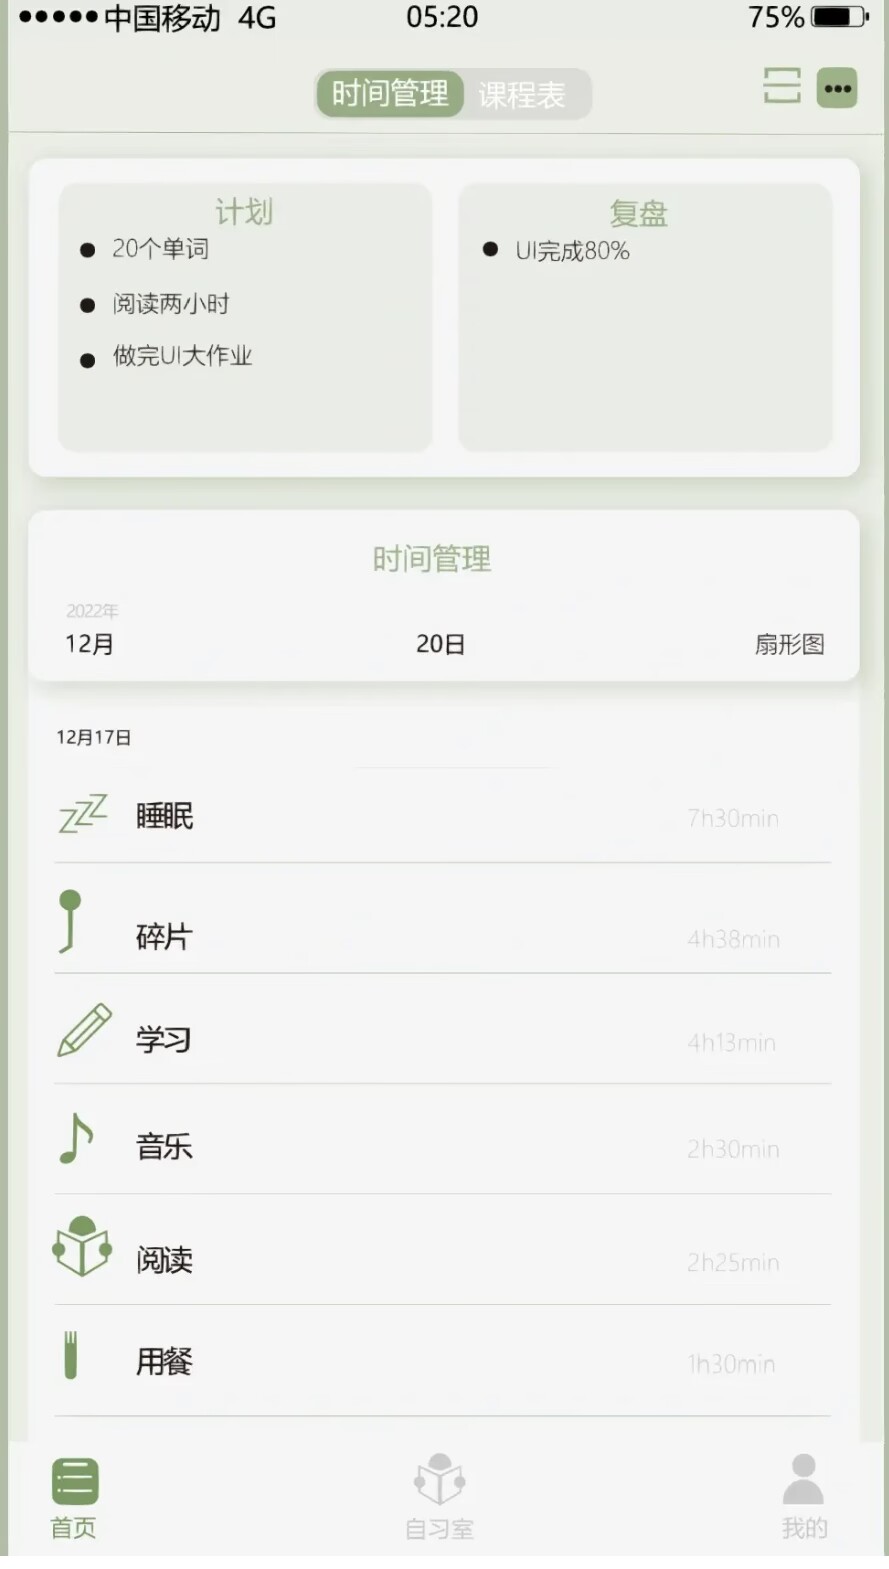 中国移动 4G 05:20 75%
时间管理 课程表
计划
20个单词
阅读两小时
做完UI大作业
复盘
UI完成80%
时间管理
2022年
12月 20日 扇形图
12月17日
睡眠 7h30min
碎片 4h38min
学习 4h13min
音乐 2h30min
阅读 2h25min
用餐 1h30min
首页 自习室 我的